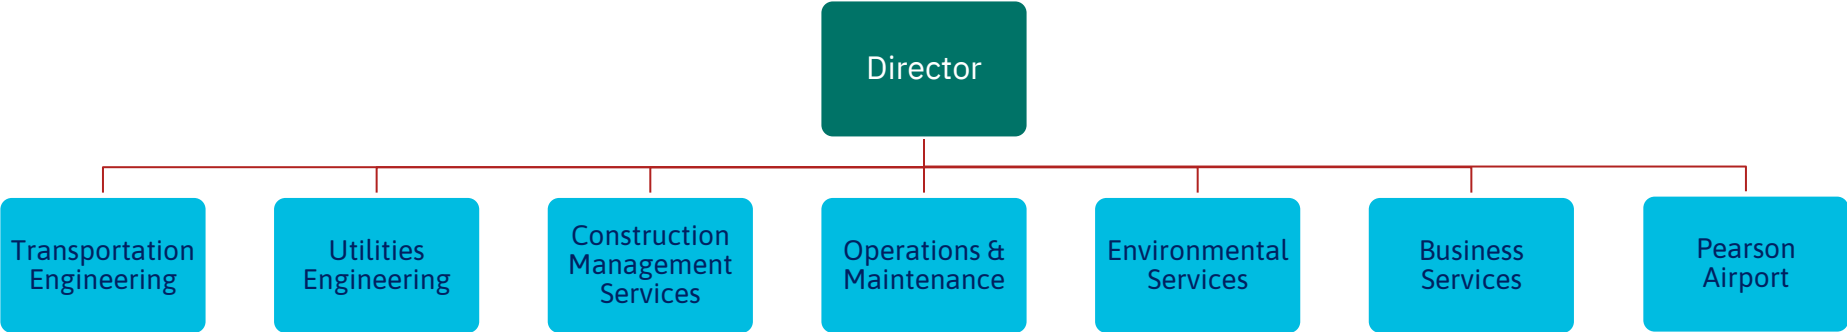 Director
Transportation
Engineering
Utilities
Engineering
Construction
Management
Services
Operations &
Maintenance
Environmental
Services
Business
Services
Pearson
Airport